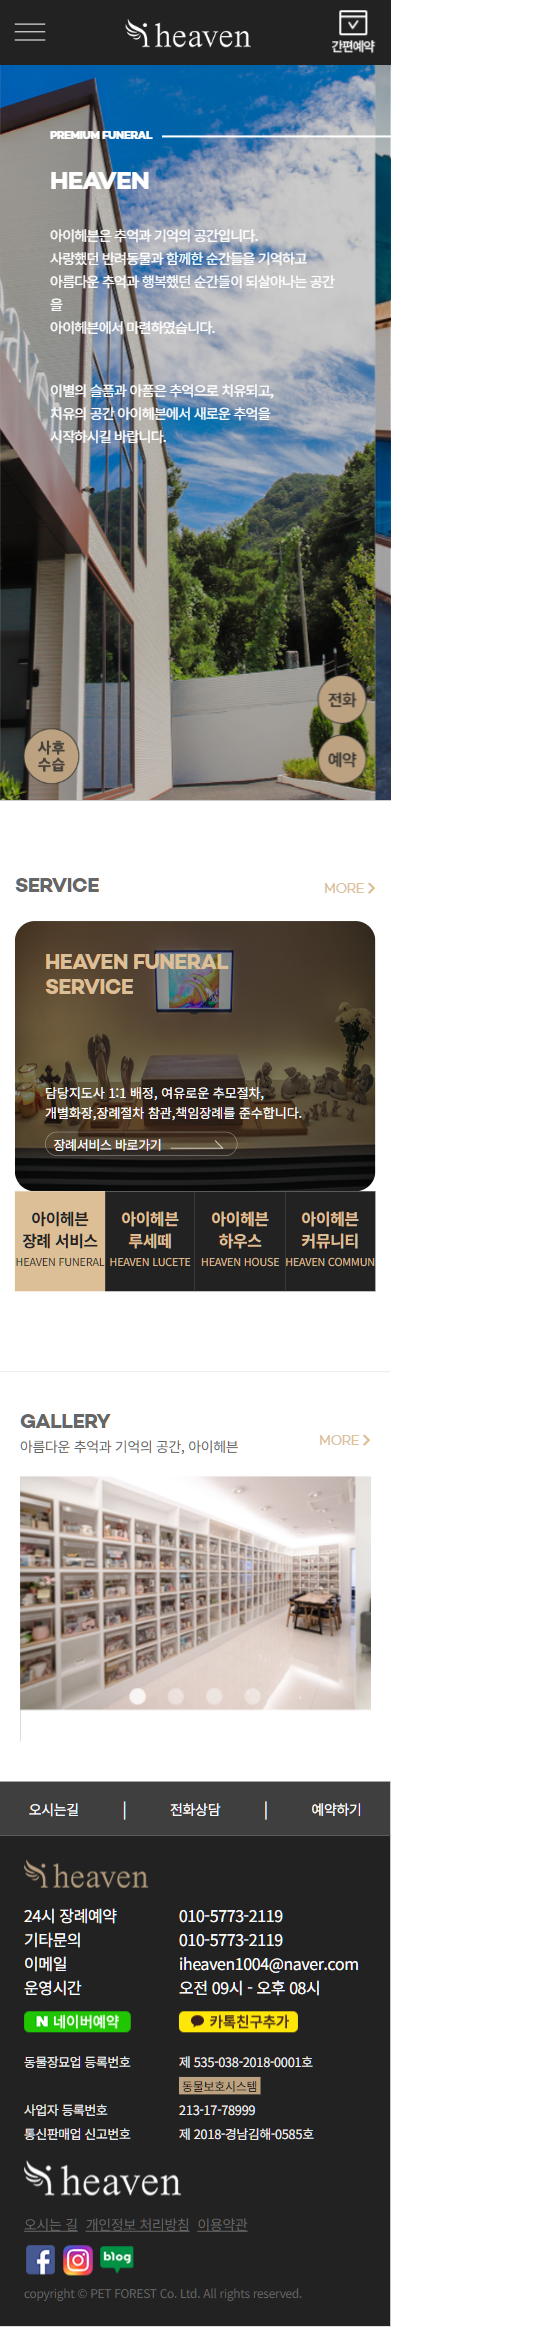 iheaven
간편예약
PREMIUM FUNERAL
HEAVEN
아이헤븐은 추억과 기억의 공간입니다.
사랑했던 반려동물과 함께한 순간들을 기억하고
아름다운 추억과 행복했던 순간들이 되살아나는 공간
을
아이헤븐에서 마련하였습니다.
이별의 슬픔과 아픔은 추억으로 치유되고,
치유의 공간 아이헤븐에서 새로운 추억을
시작하시길 바랍니다.
전화
사후
수습
예약
SERVICE
MORE
HEAVEN FUNERAL
SERVICE
담당지도사 1:1 배정, 여유로운 추모절차,
개별화장,장례절차 참관,책임장례를 준수합니다.
장례서비스 바로가기
아이헤븐
장례 서비스
HEAVEN FUNERAL
아이헤븐
루세떼
HEAVEN LUCETE
아이헤븐
하우스
HEAVEN HOUSE
아이헤븐
커뮤니티
HEAVEN COMMUN
GALLERY
아름다운 추억과 기억의 공간, 아이헤븐
MORE
오시는길 | 전화상담 | 예약하기
iheaven
24시 장례예약 010-5773-2119
기타문의 010-5773-2119
이메일 iheaven1004@naver.com
운영시간 오전 09시 - 오후 08시
N 네이버예약 카톡친구추가
동물장묘업 등록번호 제 535-038-2018-0001호
동물보호시스템
사업자 등록번호 213-17-78999
통신판매업 신고번호 제 2018-경남김해-0585호
iheaven
오시는 길 개인정보 처리방침 이용약관
blog
copyright © PET FOREST Co. Ltd. All rights reserved.